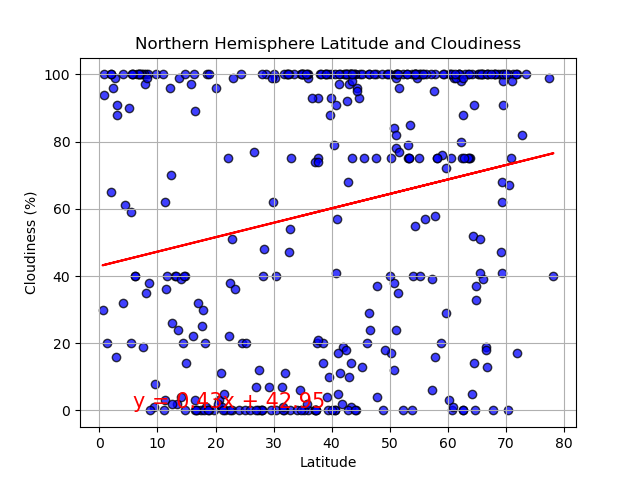 Northern Hemisphere Latitude and Cloudiness
100
80
60
40
20
0
Cloudiness (%)
y = 0.43x + 42.95
0 10 20 30 40 50 60 70 80
Latitude